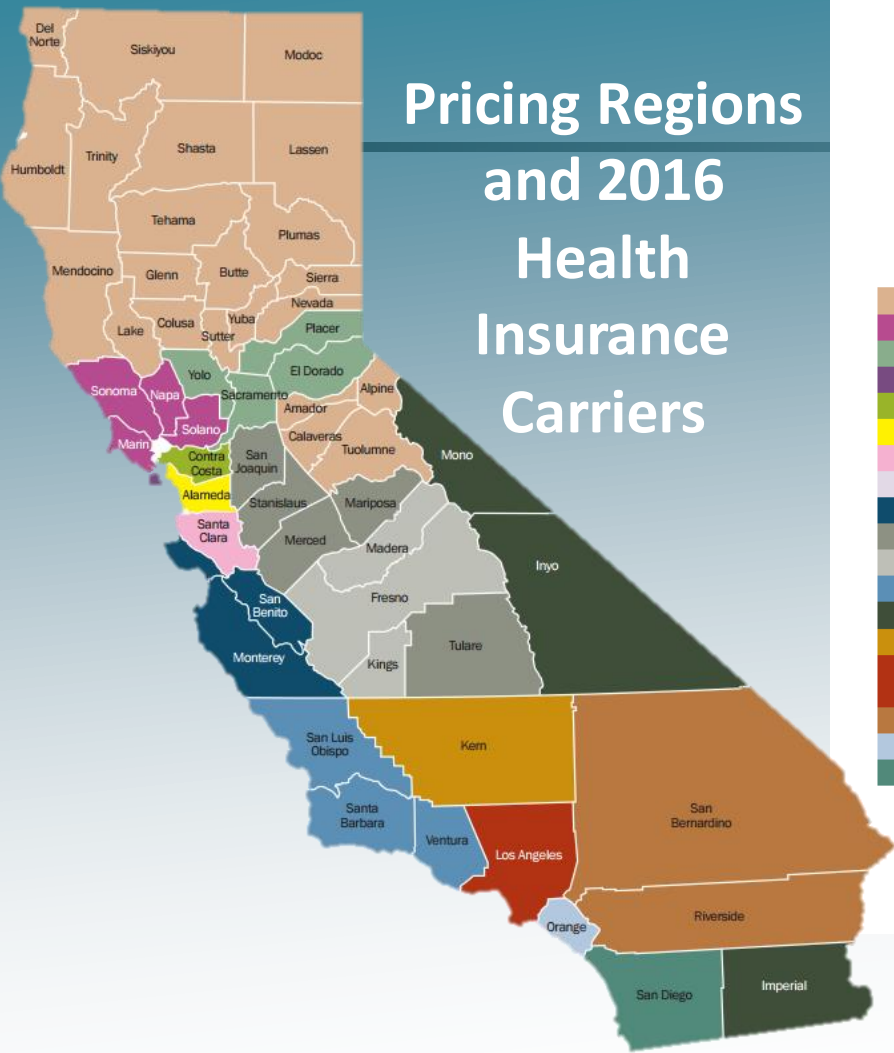 Pricing Regions
and 2016
Health
Insurance
Carriers
Del
Norte
Siskiyou
Modoc
Humboldt
Trinity
Shasta
Lassen
Tehama
Plumas
Mendocino
Glenn
Butte
Sierra
Nevada
Lake
Colusa
Sutter
Yuba
Placer
Yolo
El Dorado
Sonoma
Napa
Sacramento
Alpine
Amador
Solano
Marin
Calaveras
Contra
Costa
San
Joaquin
Tuolumne
Mono
Alameda
Stanislaus
Mariposa
Santa
Clara
Merced
Madera
Inyo
San
Benito
Fresno
Monterey
Kings
Tulare
San Luis
Obispo
Kern
Santa
Barbara
Ventura
San
Bernardino
Los Angeles
Orange
Riverside
San Diego
Imperial